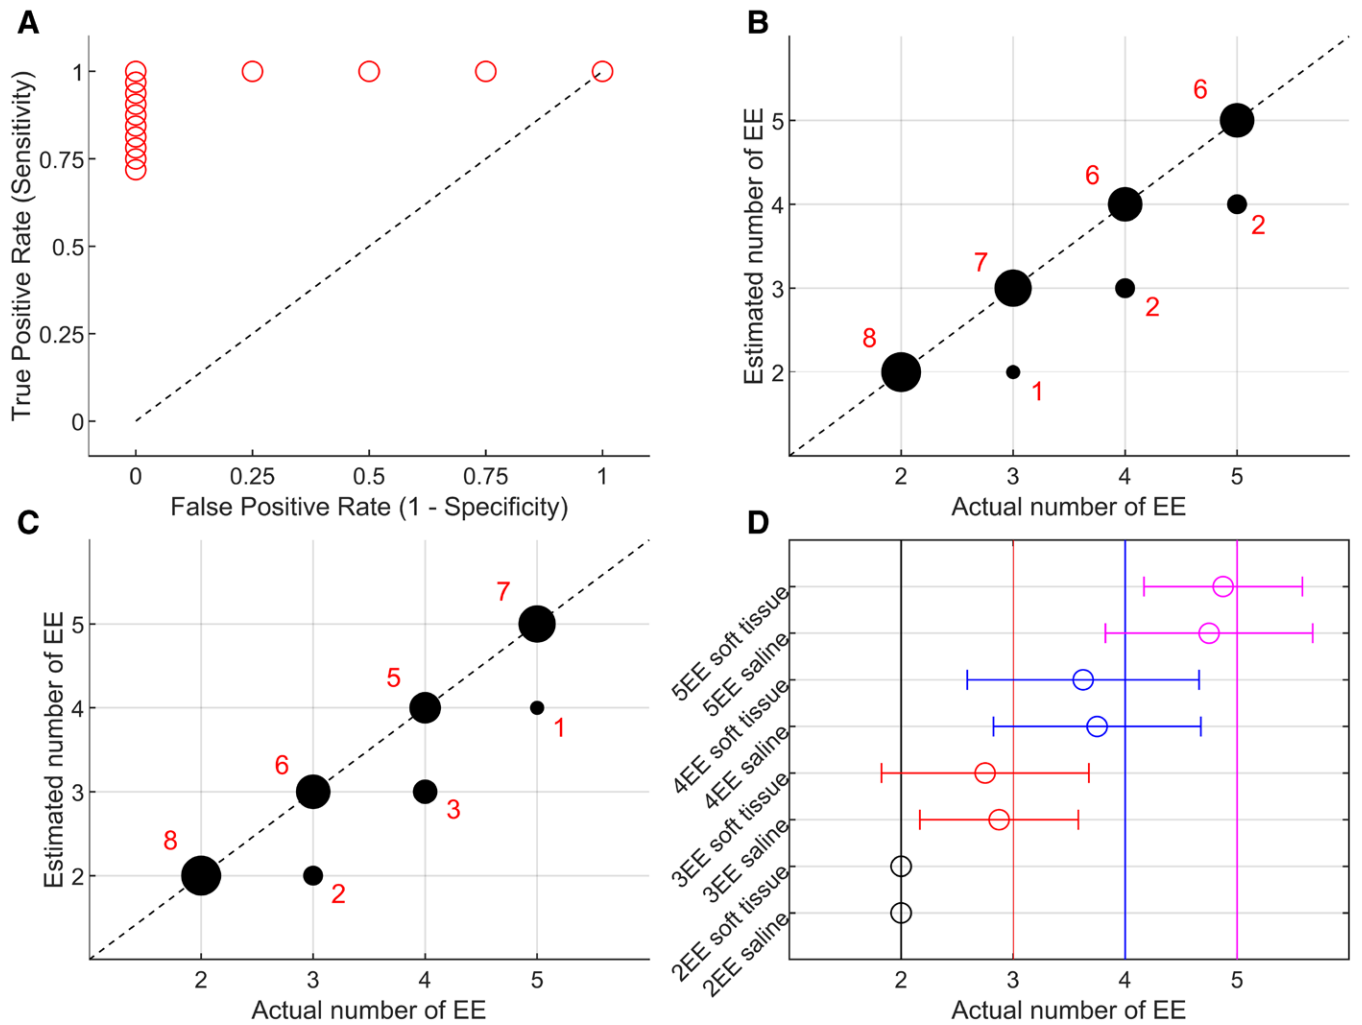 A
True Positive Rate (Sensitivity)
1
0.75
0.5
0.25
0
0 0.25 0.5 0.75 1
False Positive Rate (1 - Specificity)
B
Estimated number of EE
5
4
3
2
6
6
2
7
2
8
1
2 3 4 5
Actual number of EE
C
Estimated number of EE
5
4
3
2
7
5
1
6
3
8
2
2 3 4 5
Actual number of EE
D
5EE soft tissue
5EE saline
4EE soft tissue
4EE saline
3EE soft tissue
3EE saline
2EE soft tissue
2EE saline
2 3 4 5
Actual number of EE